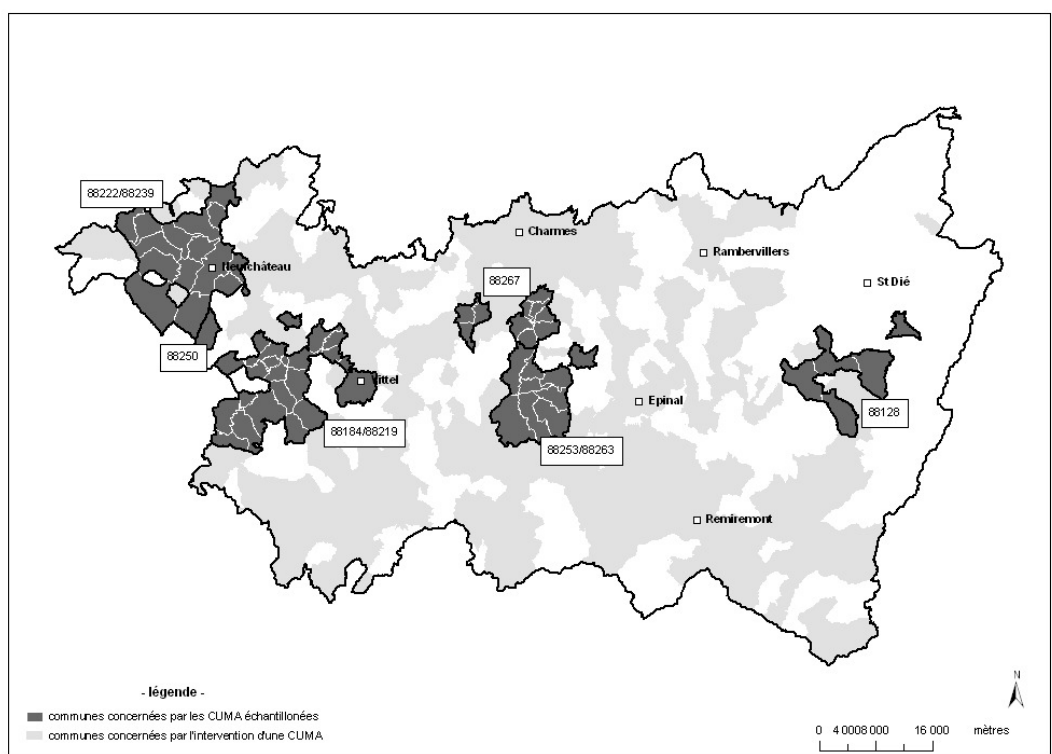 88222/88239
Neufchâteau
Charmes
Rambervillers
88267
St Dié
88250
Vittel
Epinal
88128
88184/88219
88253/88263
Remiremont
- légende -
communes concernées par les CUMA échantillonées
communes concernées par l'intervention d'une CUMA
N
0 4 0008 000 16 000 mètres